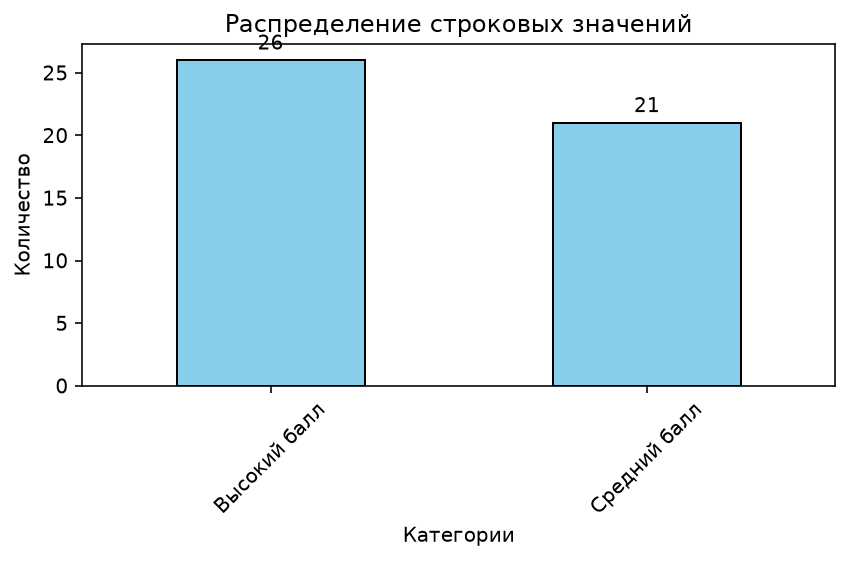 Распределение строковых значений
26
21
25
20
15
10
5
0
Количество
Высокий балл
Средний балл
Категории